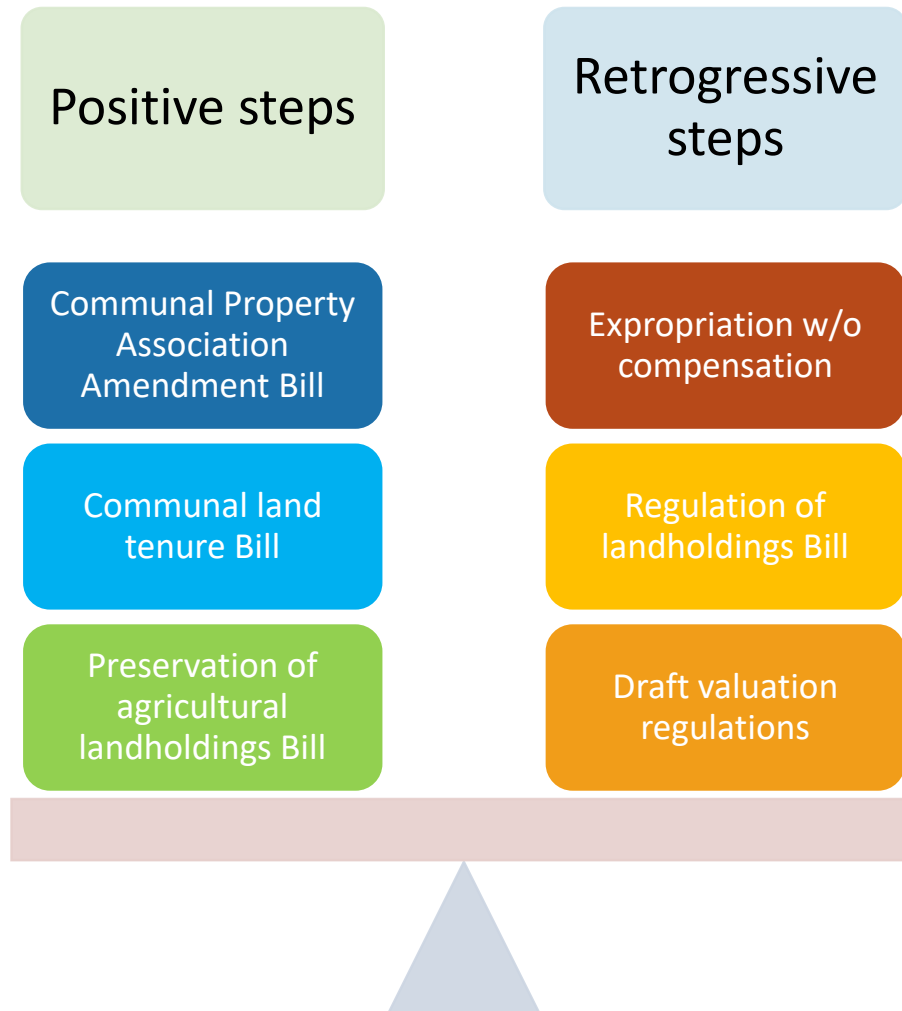 Positive steps
Retrogressive
steps
Communal Property
Association
Amendment Bill
Expropriation w/o
compensation
Communal land
tenure Bill
Regulation of
landholdings Bill
Preservation of
agricultural
landholdings Bill
Draft valuation
regulations